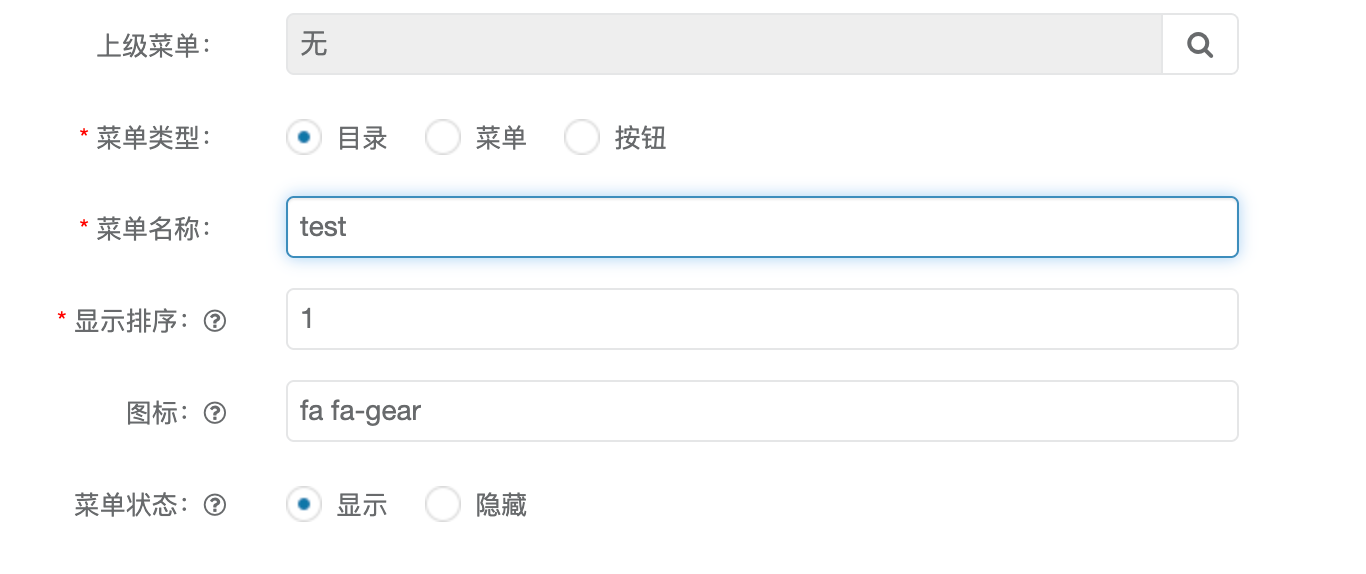 上级菜单： 无
* 菜单类型： 目录 菜单 按钮
* 菜单名称： test
* 显示排序： 1
图标： fa fa-gear
菜单状态： 显示 隐藏